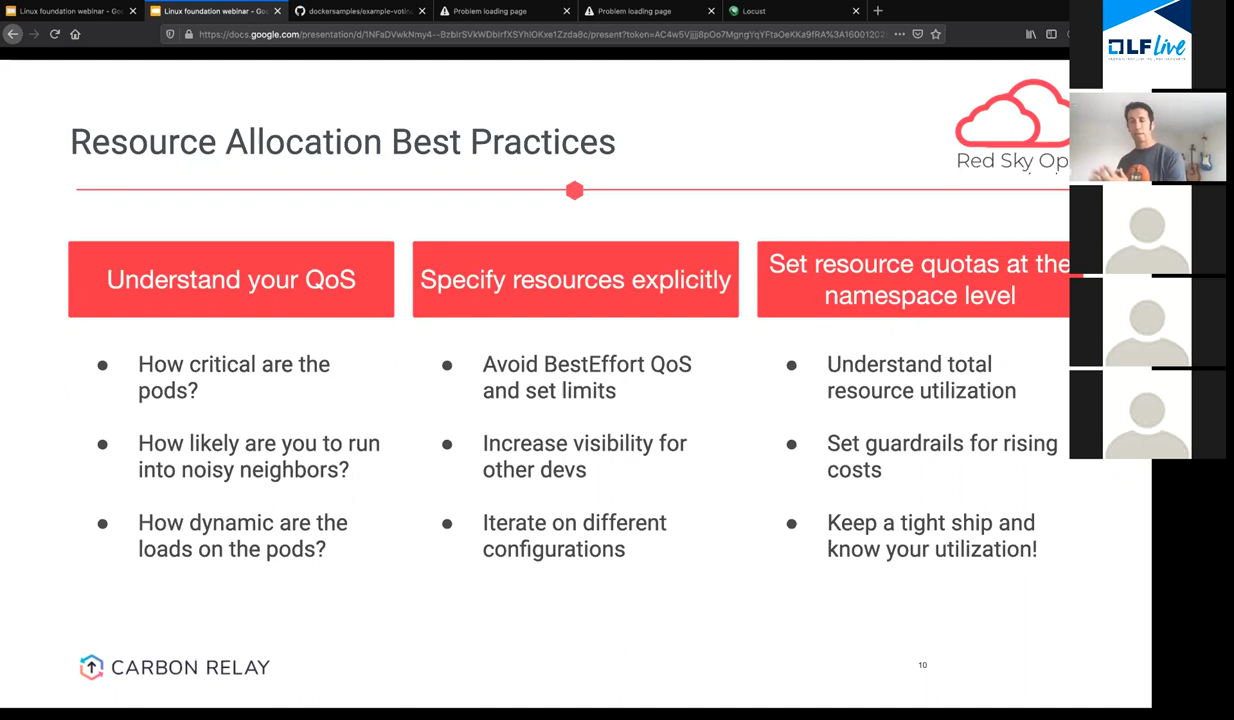 Linux foundation webinar - Goo
Linux foundation webinar - Goo
dockersamples/example-votin
Problem loading page
Problem loading page
Locust
LF live
Resource Allocation Best Practices
Red Sky Op
Understand your QoS
How critical are the
pods?
How likely are you to run
into noisy neighbors?
How dynamic are the
loads on the pods?
Specify resources explicitly
Avoid BestEffort QoS
and set limits
Increase visibility for
other devs
Iterate on different
configurations
Set resource quotas at the
namespace level
Understand total
resource utilization
Set guardrails for rising
costs
Keep a tight ship and
know your utilization!
CARBON RELAY
10